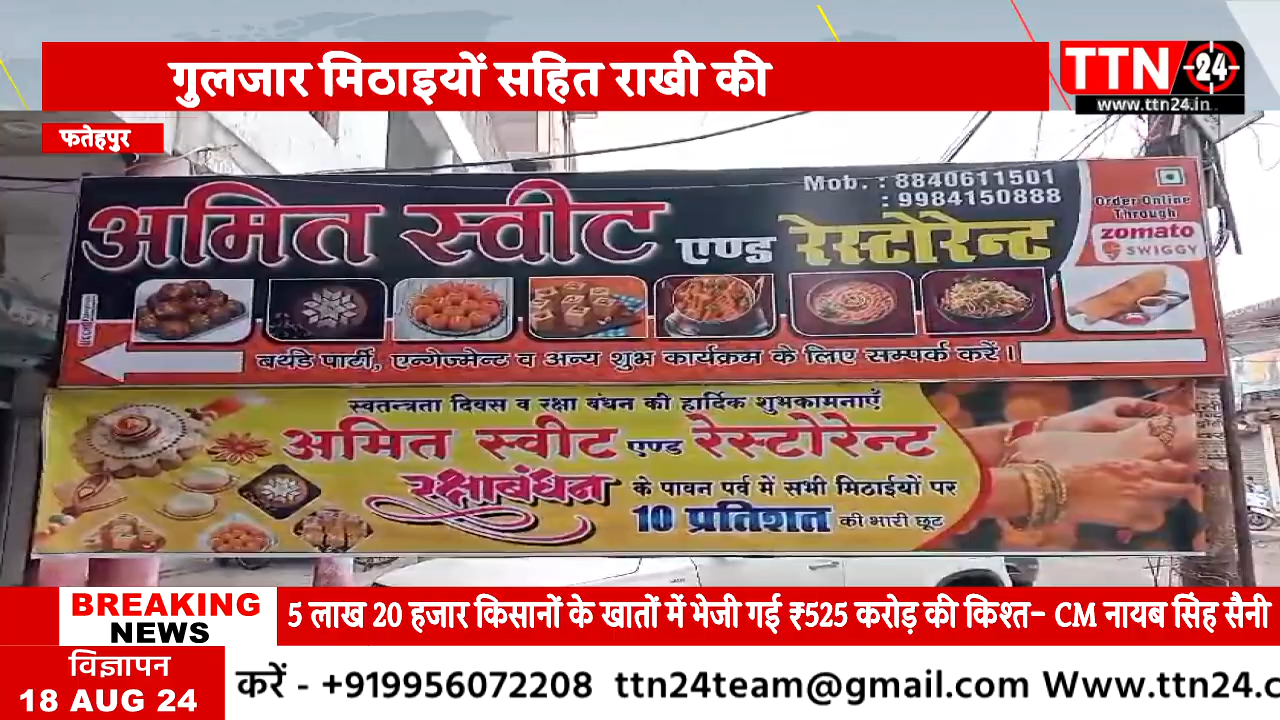 गुलजार मिठाइयों सहित राखी की
TTN 24
www.ttn24.in
फतेहपुर
Mob. : 8840611501
: 9984150888
अमित स्वीट एण्ड रेस्टोरेन्ट
Order Online
Through
zomato
SWIGGY
बर्थडे पार्टी, एन्गेज्मेन्ट व अन्य शुभ कार्यक्रम के लिए सम्पर्क करें।
स्वतन्त्रता दिवस व रक्षा बंधन की हार्दिक शुभकामनाएँ
अमित स्वीट एण्ड रेस्टोरेन्ट
रक्षाबंधन के पावन पर्व में सभी मिठाईयों पर
10 प्रतिशत की भारी छूट
BREAKING
NEWS
5 लाख 20 हजार किसानों के खातों में भेजी गई ₹525 करोड़ की किश्त- CM नायब सिंह सैनी
विज्ञापन
18 AUG 24
करें - +919956072208 ttn24team@gmail.com Www.ttn24.c